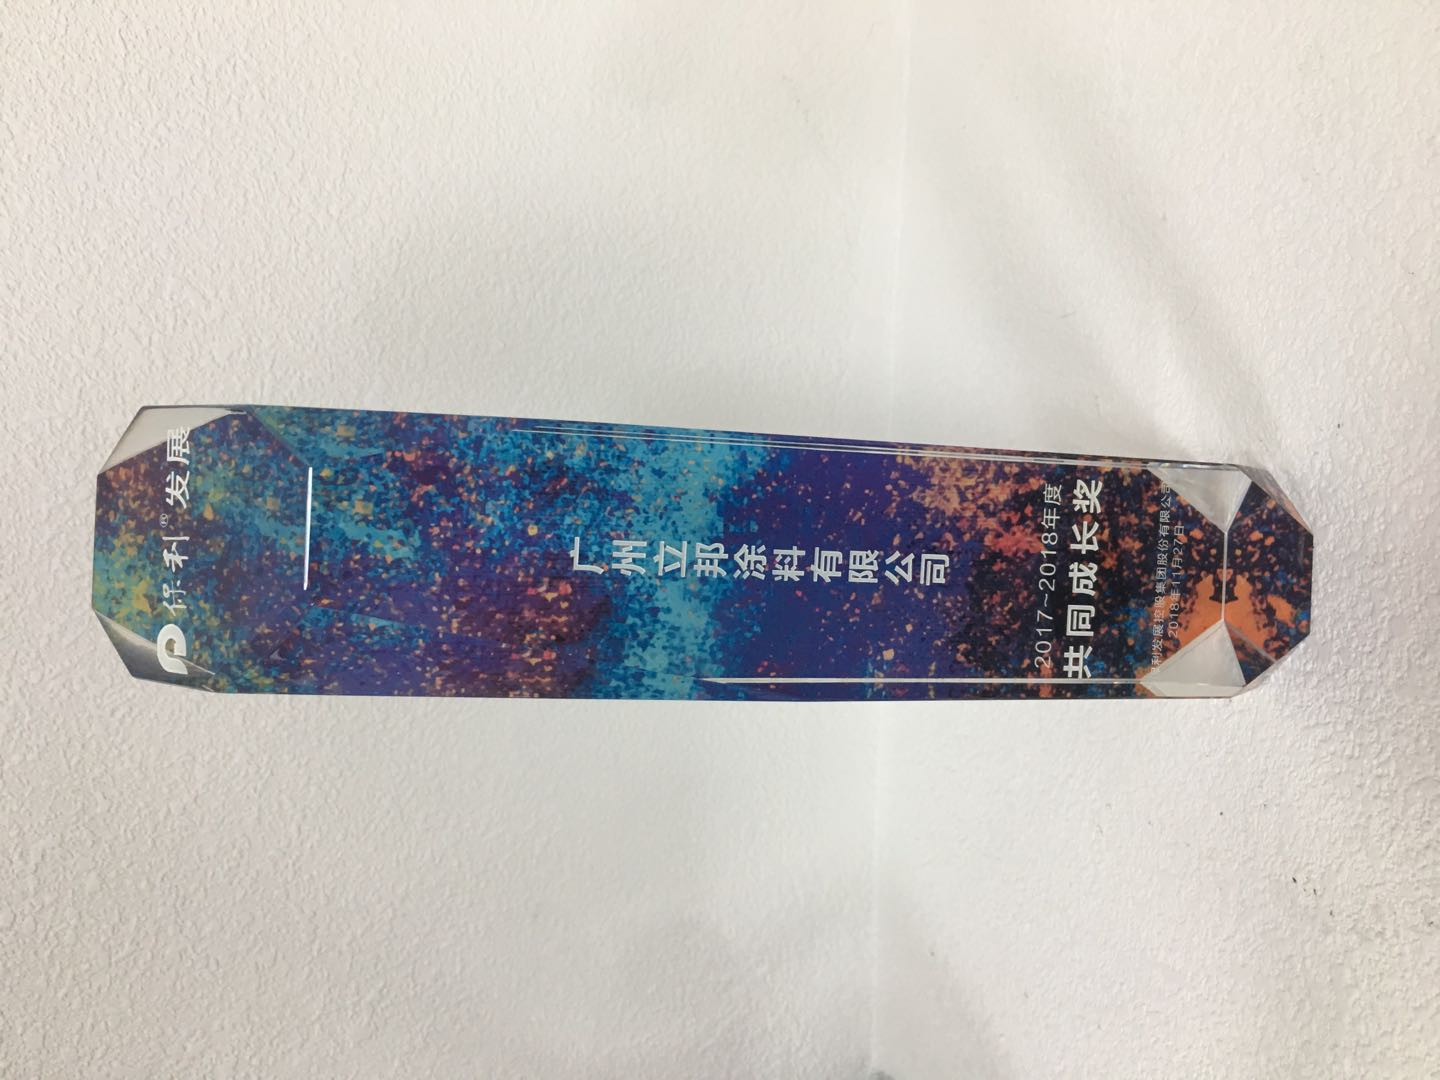 保利®发展
广州立邦涂料有限公司
2017~2018年度
共同成长奖
保利发展控股集团股份有限公司
2018年11月27日